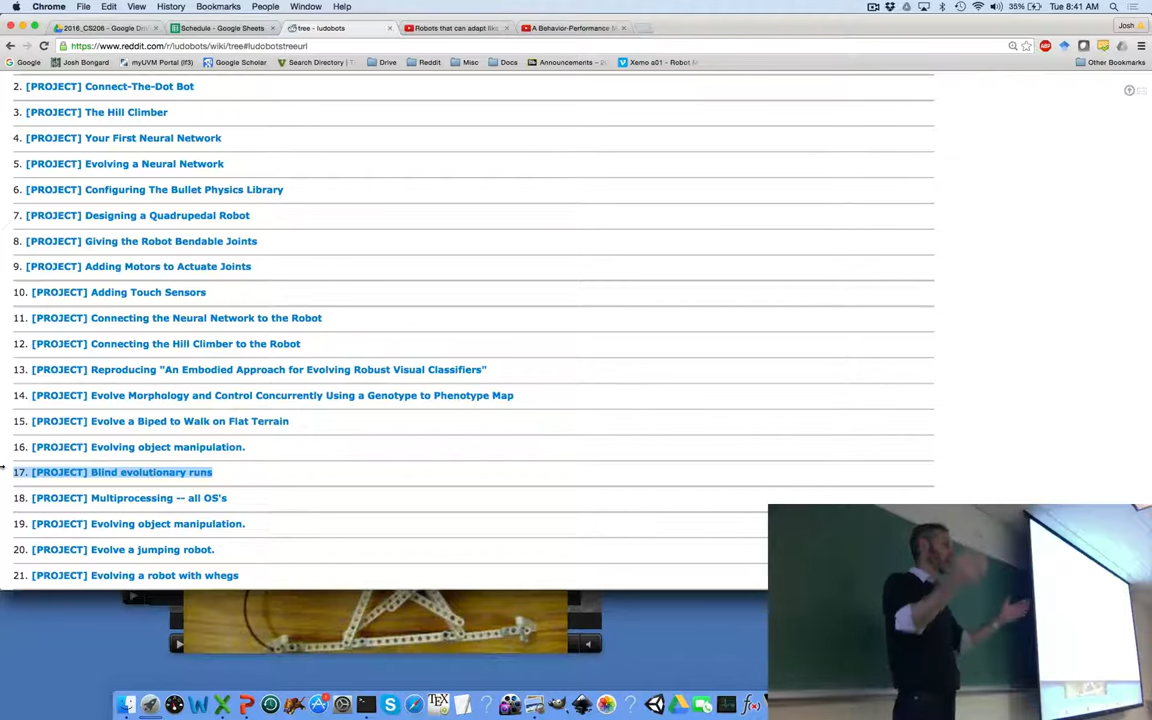 Chrome File Edit View History Bookmarks People Window Help 35% Tue 8:41 AM
2016_CS206 - Google Dri Schedule - Google Sheets tree - ludobots Robots that can adapt like A Behavior-Performance M Josh
https://www.reddit.com/r/ludobots/wiki/tree#ludobotstreeurl
Google Josh Bongard myUVM Portal (lf3) Google Scholar Search Directory | T Drive Reddit Misc Docs Announcements – 2 Xemo a01 - Robot M Other Bookmarks
2. [PROJECT] Connect-The-Dot Bot
3. [PROJECT] The Hill Climber
4. [PROJECT] Your First Neural Network
5. [PROJECT] Evolving a Neural Network
6. [PROJECT] Configuring The Bullet Physics Library
7. [PROJECT] Designing a Quadrupedal Robot
8. [PROJECT] Giving the Robot Bendable Joints
9. [PROJECT] Adding Motors to Actuate Joints
10. [PROJECT] Adding Touch Sensors
11. [PROJECT] Connecting the Neural Network to the Robot
12. [PROJECT] Connecting the Hill Climber to the Robot
13. [PROJECT] Reproducing "An Embodied Approach for Evolving Robust Visual Classifiers"
14. [PROJECT] Evolve Morphology and Control Concurrently Using a Genotype to Phenotype Map
15. [PROJECT] Evolve a Biped to Walk on Flat Terrain
16. [PROJECT] Evolving object manipulation.
17. [PROJECT] Blind evolutionary runs
18. [PROJECT] Multiprocessing -- all OS's
19. [PROJECT] Evolving object manipulation.
20. [PROJECT] Evolve a jumping robot.
21. [PROJECT] Evolving a robot with whegs
TEX
f(x)